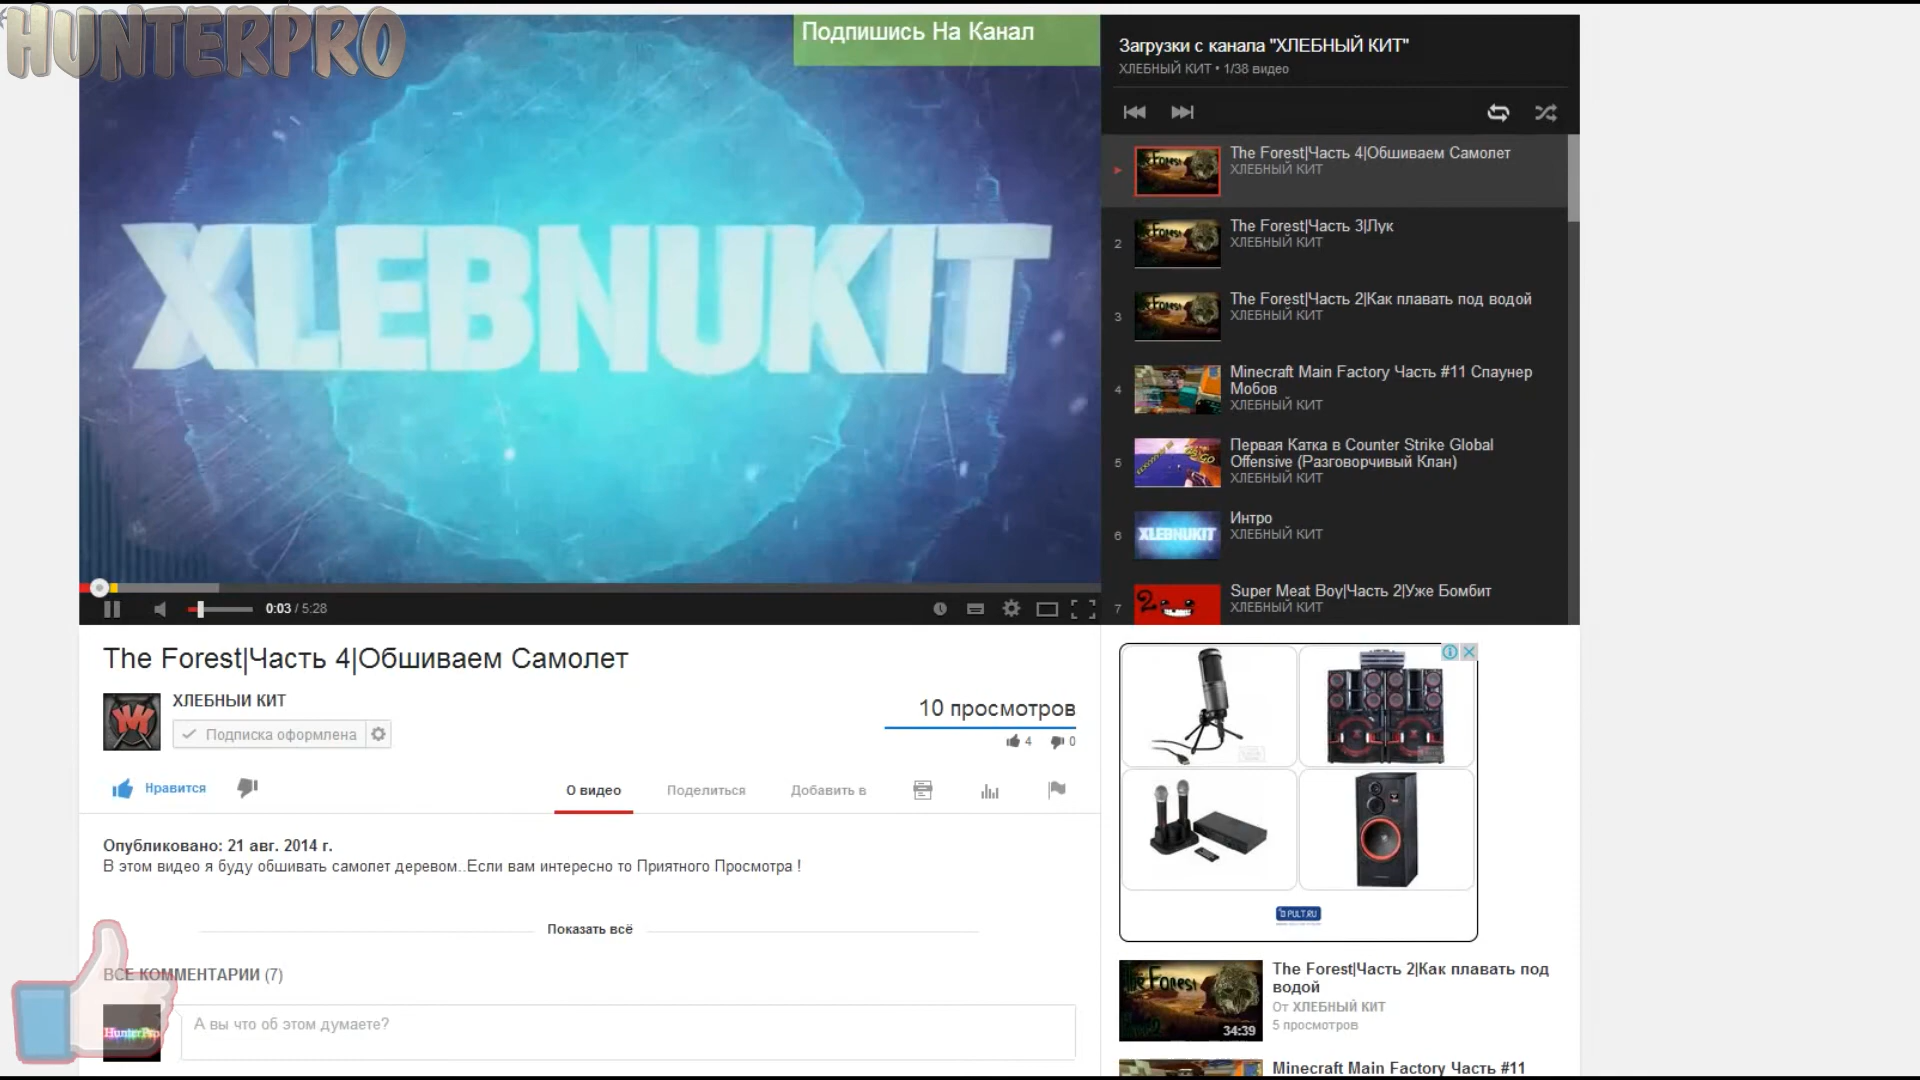 HUNTERPRO
Подпишись На Канал
XLEBNUKIT
0:03 / 5:28
Загрузки с канала "ХЛЕБНЫЙ КИТ"
ХЛЕБНЫЙ КИТ • 1/38 видео
The Forest|Часть 4|Обшиваем Самолет
ХЛЕБНЫЙ КИТ
2
The Forest|Часть 3|Лук
ХЛЕБНЫЙ КИТ
3
The Forest|Часть 2|Как плавать под водой
ХЛЕБНЫЙ КИТ
4
Minecraft Main Factory Часть #11 Спаунер
Мобов
ХЛЕБНЫЙ КИТ
5
Первая Катка в Counter Strike Global
Offensive (Разговорчивый Клан)
ХЛЕБНЫЙ КИТ
6
XLEBNUKIT
Интро
ХЛЕБНЫЙ КИТ
7
2
Super Meat Boy|Часть 2|Уже Бомбит
ХЛЕБНЫЙ КИТ
The Forest|Часть 4|Обшиваем Самолет
ХЛЕБНЫЙ КИТ
Подписка оформлена
10 просмотров
4 0
Нравится
О видео
Поделиться
Добавить в
Опубликовано: 21 авг. 2014 г.
В этом видео я буду обшивать самолет деревом..Если вам интересно то Приятного Просмотра !
Показать всё
ВСЕ КОММЕНТАРИИ (7)
HunterPro
А вы что об этом думаете?
PULT.RU
The Forest
34:39
The Forest|Часть 2|Как плавать под
водой
От ХЛЕБНЫЙ КИТ
5 просмотров
Minecraft Main Factory Часть #11